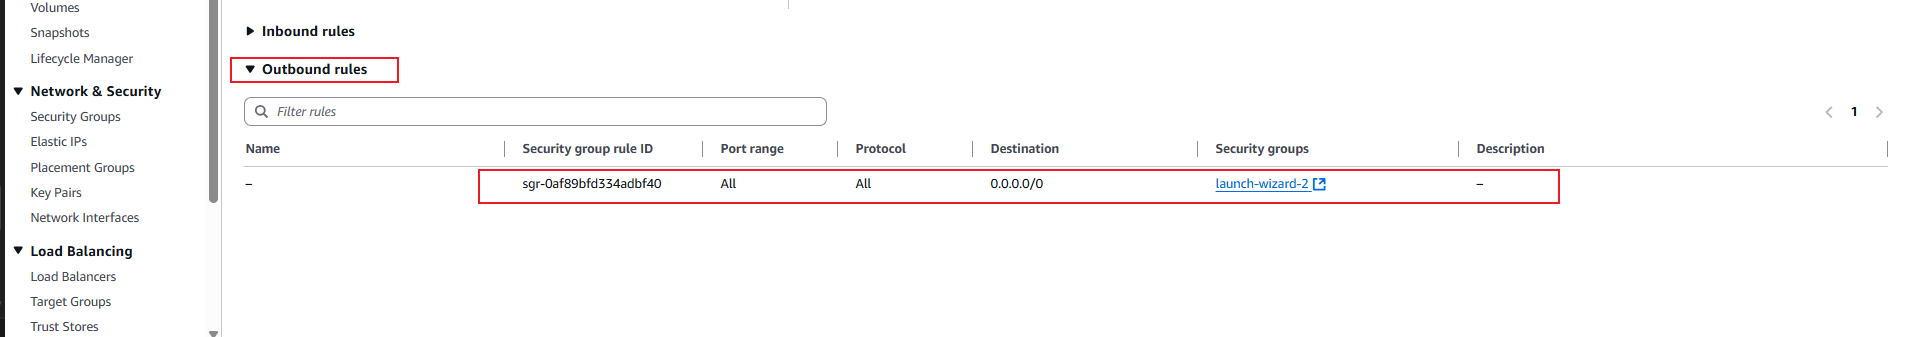 Volumes
Snapshots
Lifecycle Manager
Network & Security
Security Groups
Elastic IPs
Placement Groups
Key Pairs
Network Interfaces
Load Balancing
Load Balancers
Target Groups
Trust Stores
Inbound rules
Outbound rules
Filter rules
1
Name Security group rule ID Port range Protocol Destination Security groups Description
– sgr-0af89bfd334adbf40 All All 0.0.0.0/0 launch-wizard-2 –